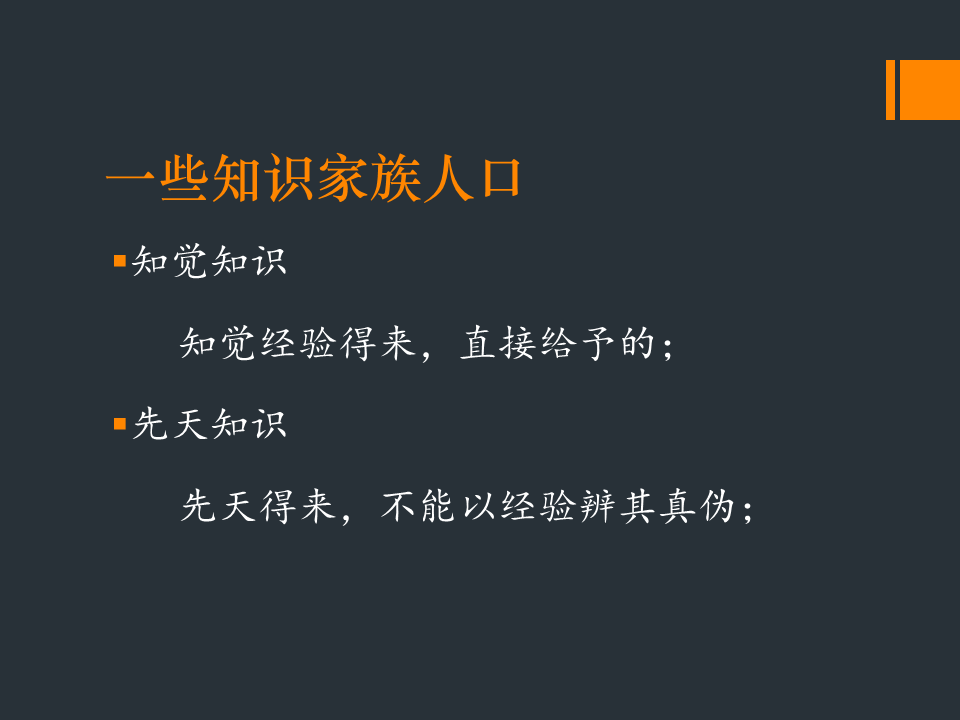 一些知识家族人口
知觉知识
知觉经验得来，直接给予的；
先天知识
先天得来，不能以经验辨其真伪；